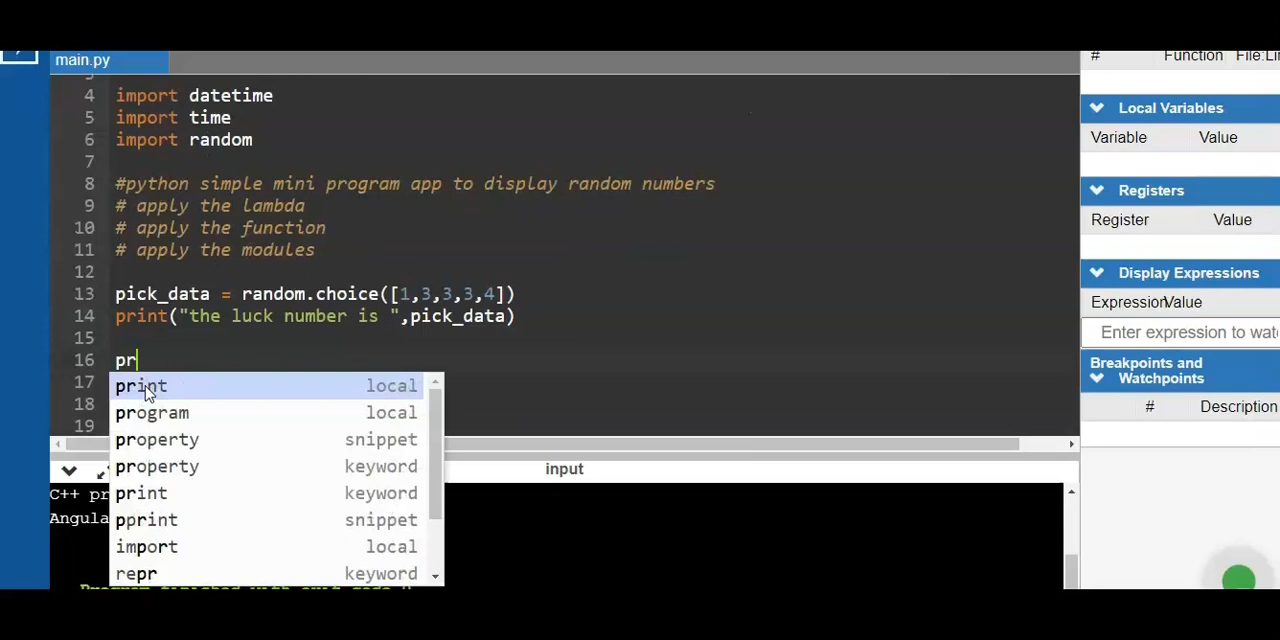 main.py
# Function File:Li
3
4 import datetime
5 import time
6 import random
7
8 #python simple mini program app to display random numbers
9 # apply the lambda
10 # apply the function
11 # apply the modules
12
13 pick_data = random.choice([1,3,3,3,4])
14 print("the luck number is ",pick_data)
15
16 pr
17
18
19
print local
program local
property snippet
property keyword
print keyword
pprint snippet
import local
repr keyword
input
C++ pr
Angula
Local Variables
Variable Value
Registers
Register Value
Display Expressions
Expression Value
Enter expression to wat
Breakpoints and
Watchpoints
# Description